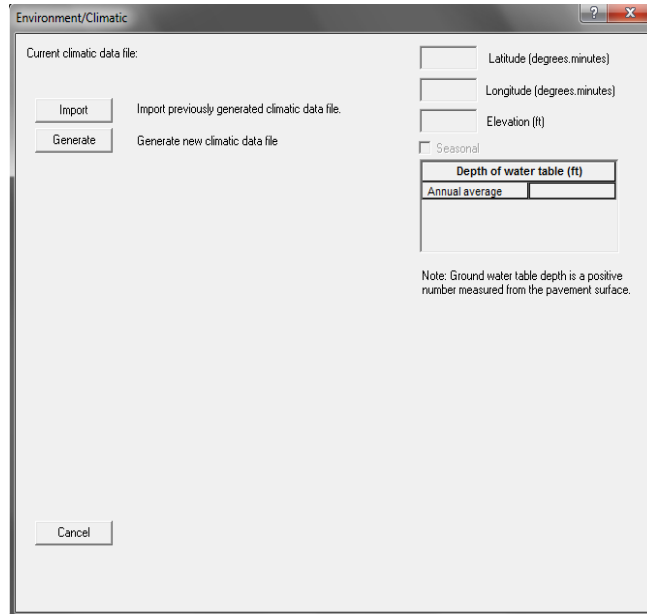 Environment/Climatic
? X
Current climatic data file:
Latitude (degrees.minutes)
Longitude (degrees.minutes)
Import
Import previously generated climatic data file.
Elevation (ft)
Generate
Generate new climatic data file
Seasonal
Depth of water table (ft)
Annual average
Note: Ground water table depth is a positive
number measured from the pavement surface.
Cancel